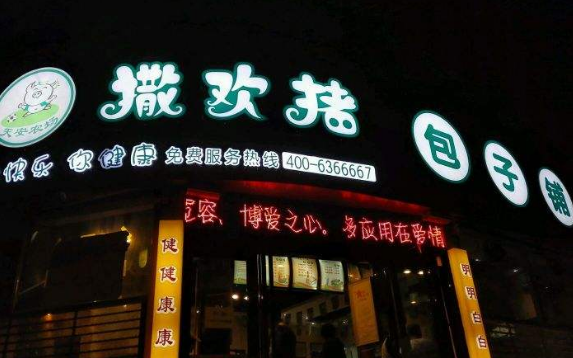 撒欢猪
包子铺
快乐 你 健康 免费服务热线 400-6366667
容、博爱之心。多应用在爱情
健健康康
明明白白